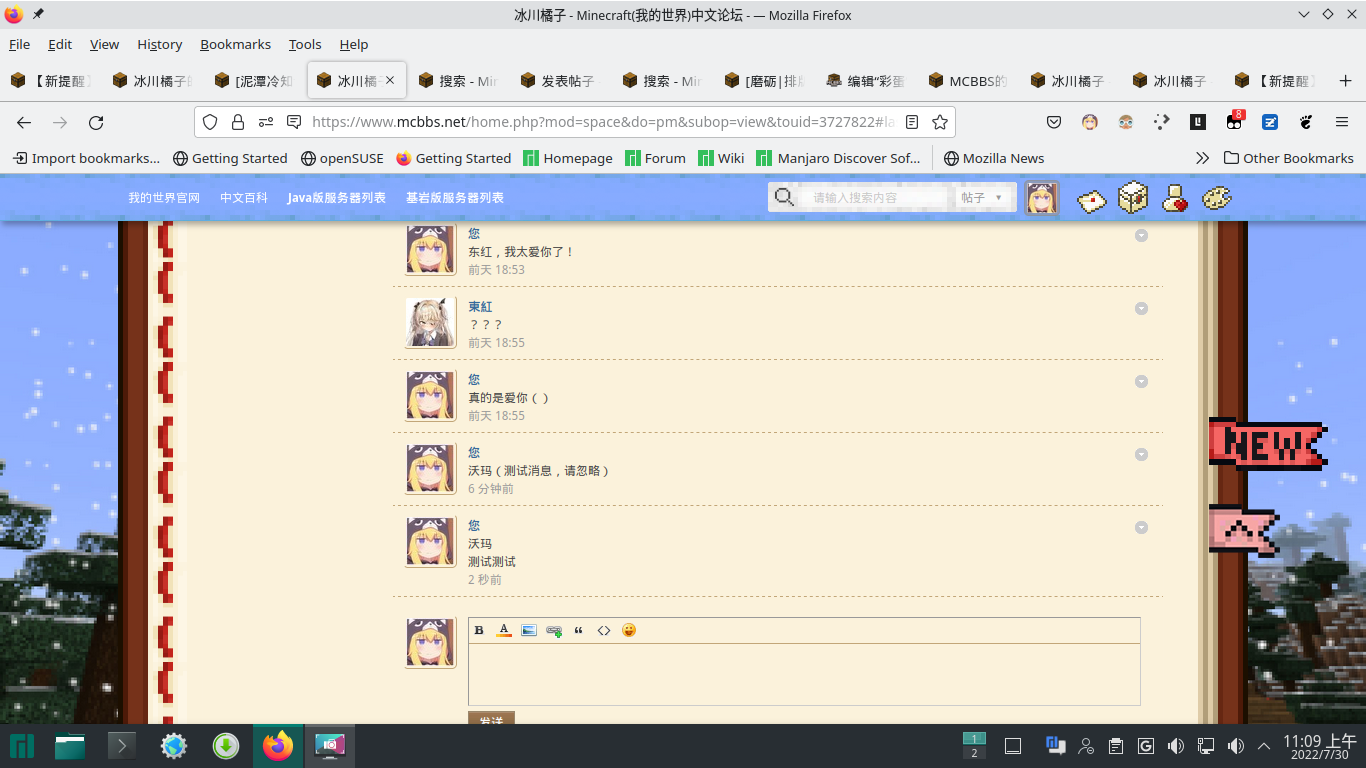 冰川橘子 - Minecraft(我的世界)中文论坛 - — Mozilla Firefox
File Edit View History Bookmarks Tools Help
【新提醒】 冰川橘子的 [泥潭冷知 冰川橘子 搜索 - Min 发表帖子 搜索 - Min [磨砺|排版 编辑“彩蛋 MCBBS的 冰川橘子 冰川橘子 【新提醒】
https://www.mcbbs.net/home.php?mod=space&do=pm&subop=view&touid=3727822#la
8
Import bookmarks... Getting Started openSUSE Getting Started Homepage Forum Wiki Manjaro Discover Sof... Mozilla News Other Bookmarks
我的世界官网 中文百科 Java版服务器列表 基岩版服务器列表 请输入搜索内容 帖子
您
东红，我太爱你了！
前天 18:53
東紅
？？？
前天 18:55
您
真的是爱你（ ）
前天 18:55
您
沃玛（测试消息，请忽略）
6 分钟前
您
沃玛
测试测试
2 秒前
NEW
B A
发送
1
2
11:09 上午
2022/7/30